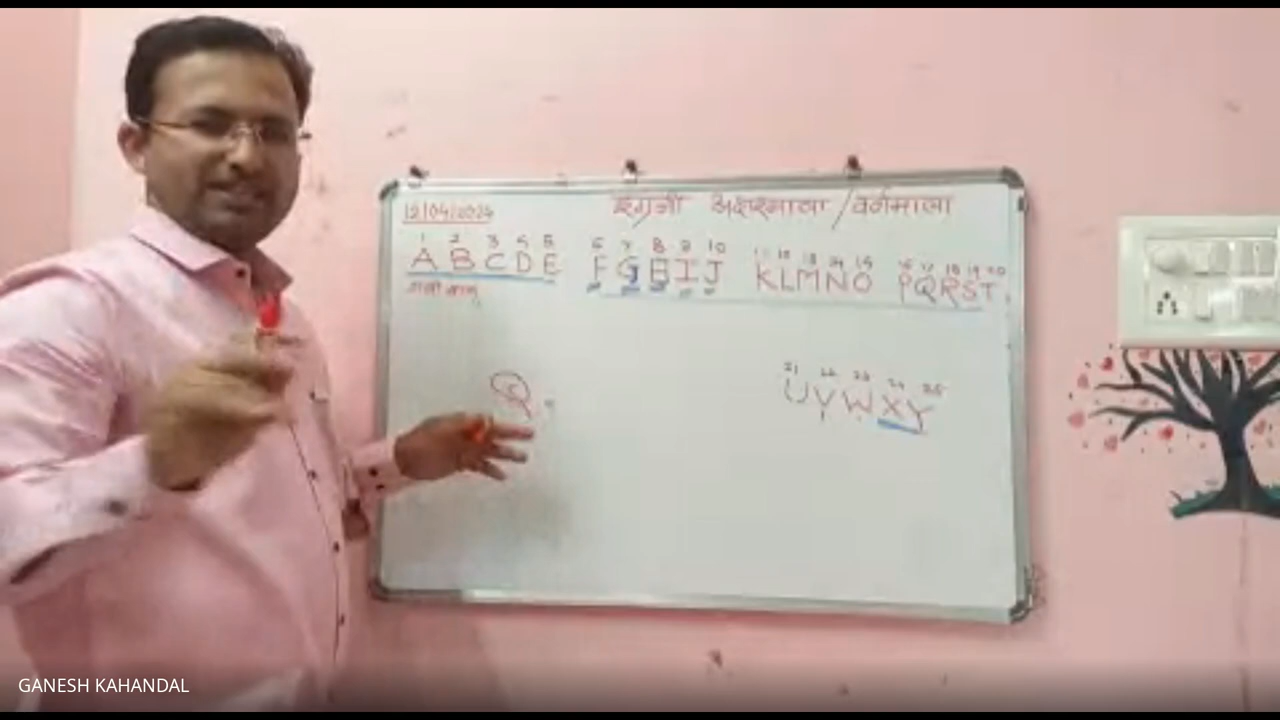 12/04/2024 इंग्रजी अक्षरमाला / वर्णमाला
1 2 3 4 5 6 7 8 9 10 11 12 13 14 15 16 17 18 19 20
A B C D E F G H I J K L M N O P Q R S T
डावी बाजू
21 22 23 24 25
U V W X Y
GANESH KAHANDAL